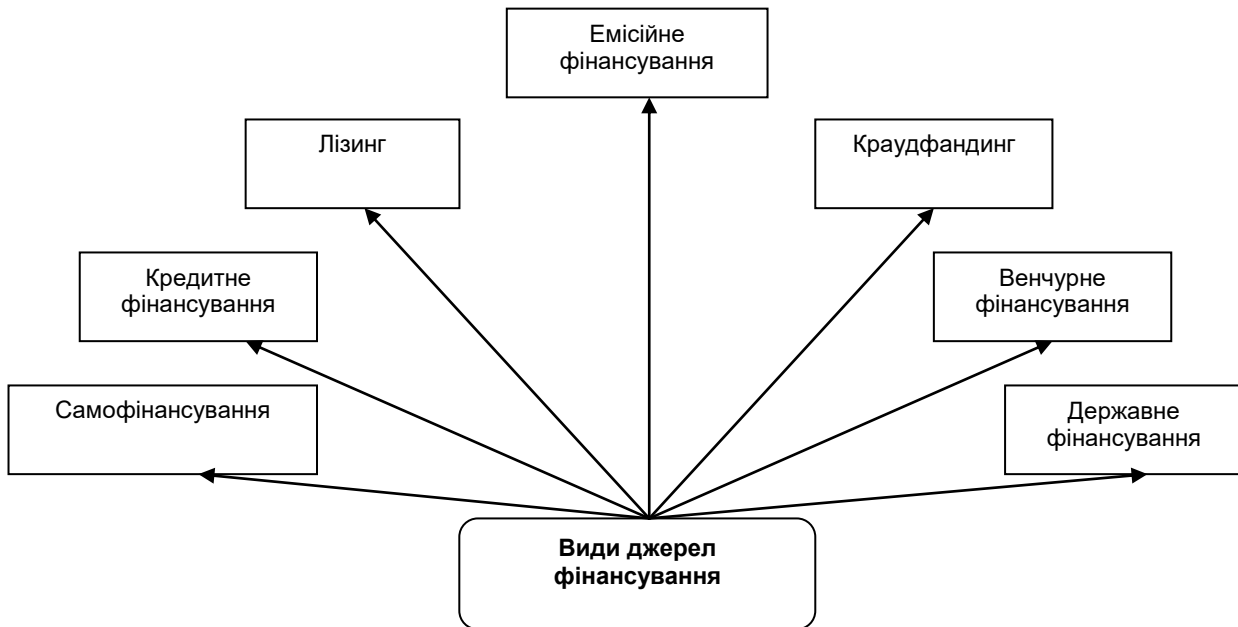 Емісійне
фінансування
Лізинг
Краудфандинг
Кредитне
фінансування
Венчурне
фінансування
Самофінансування
Державне
фінансування
Види джерел
фінансування